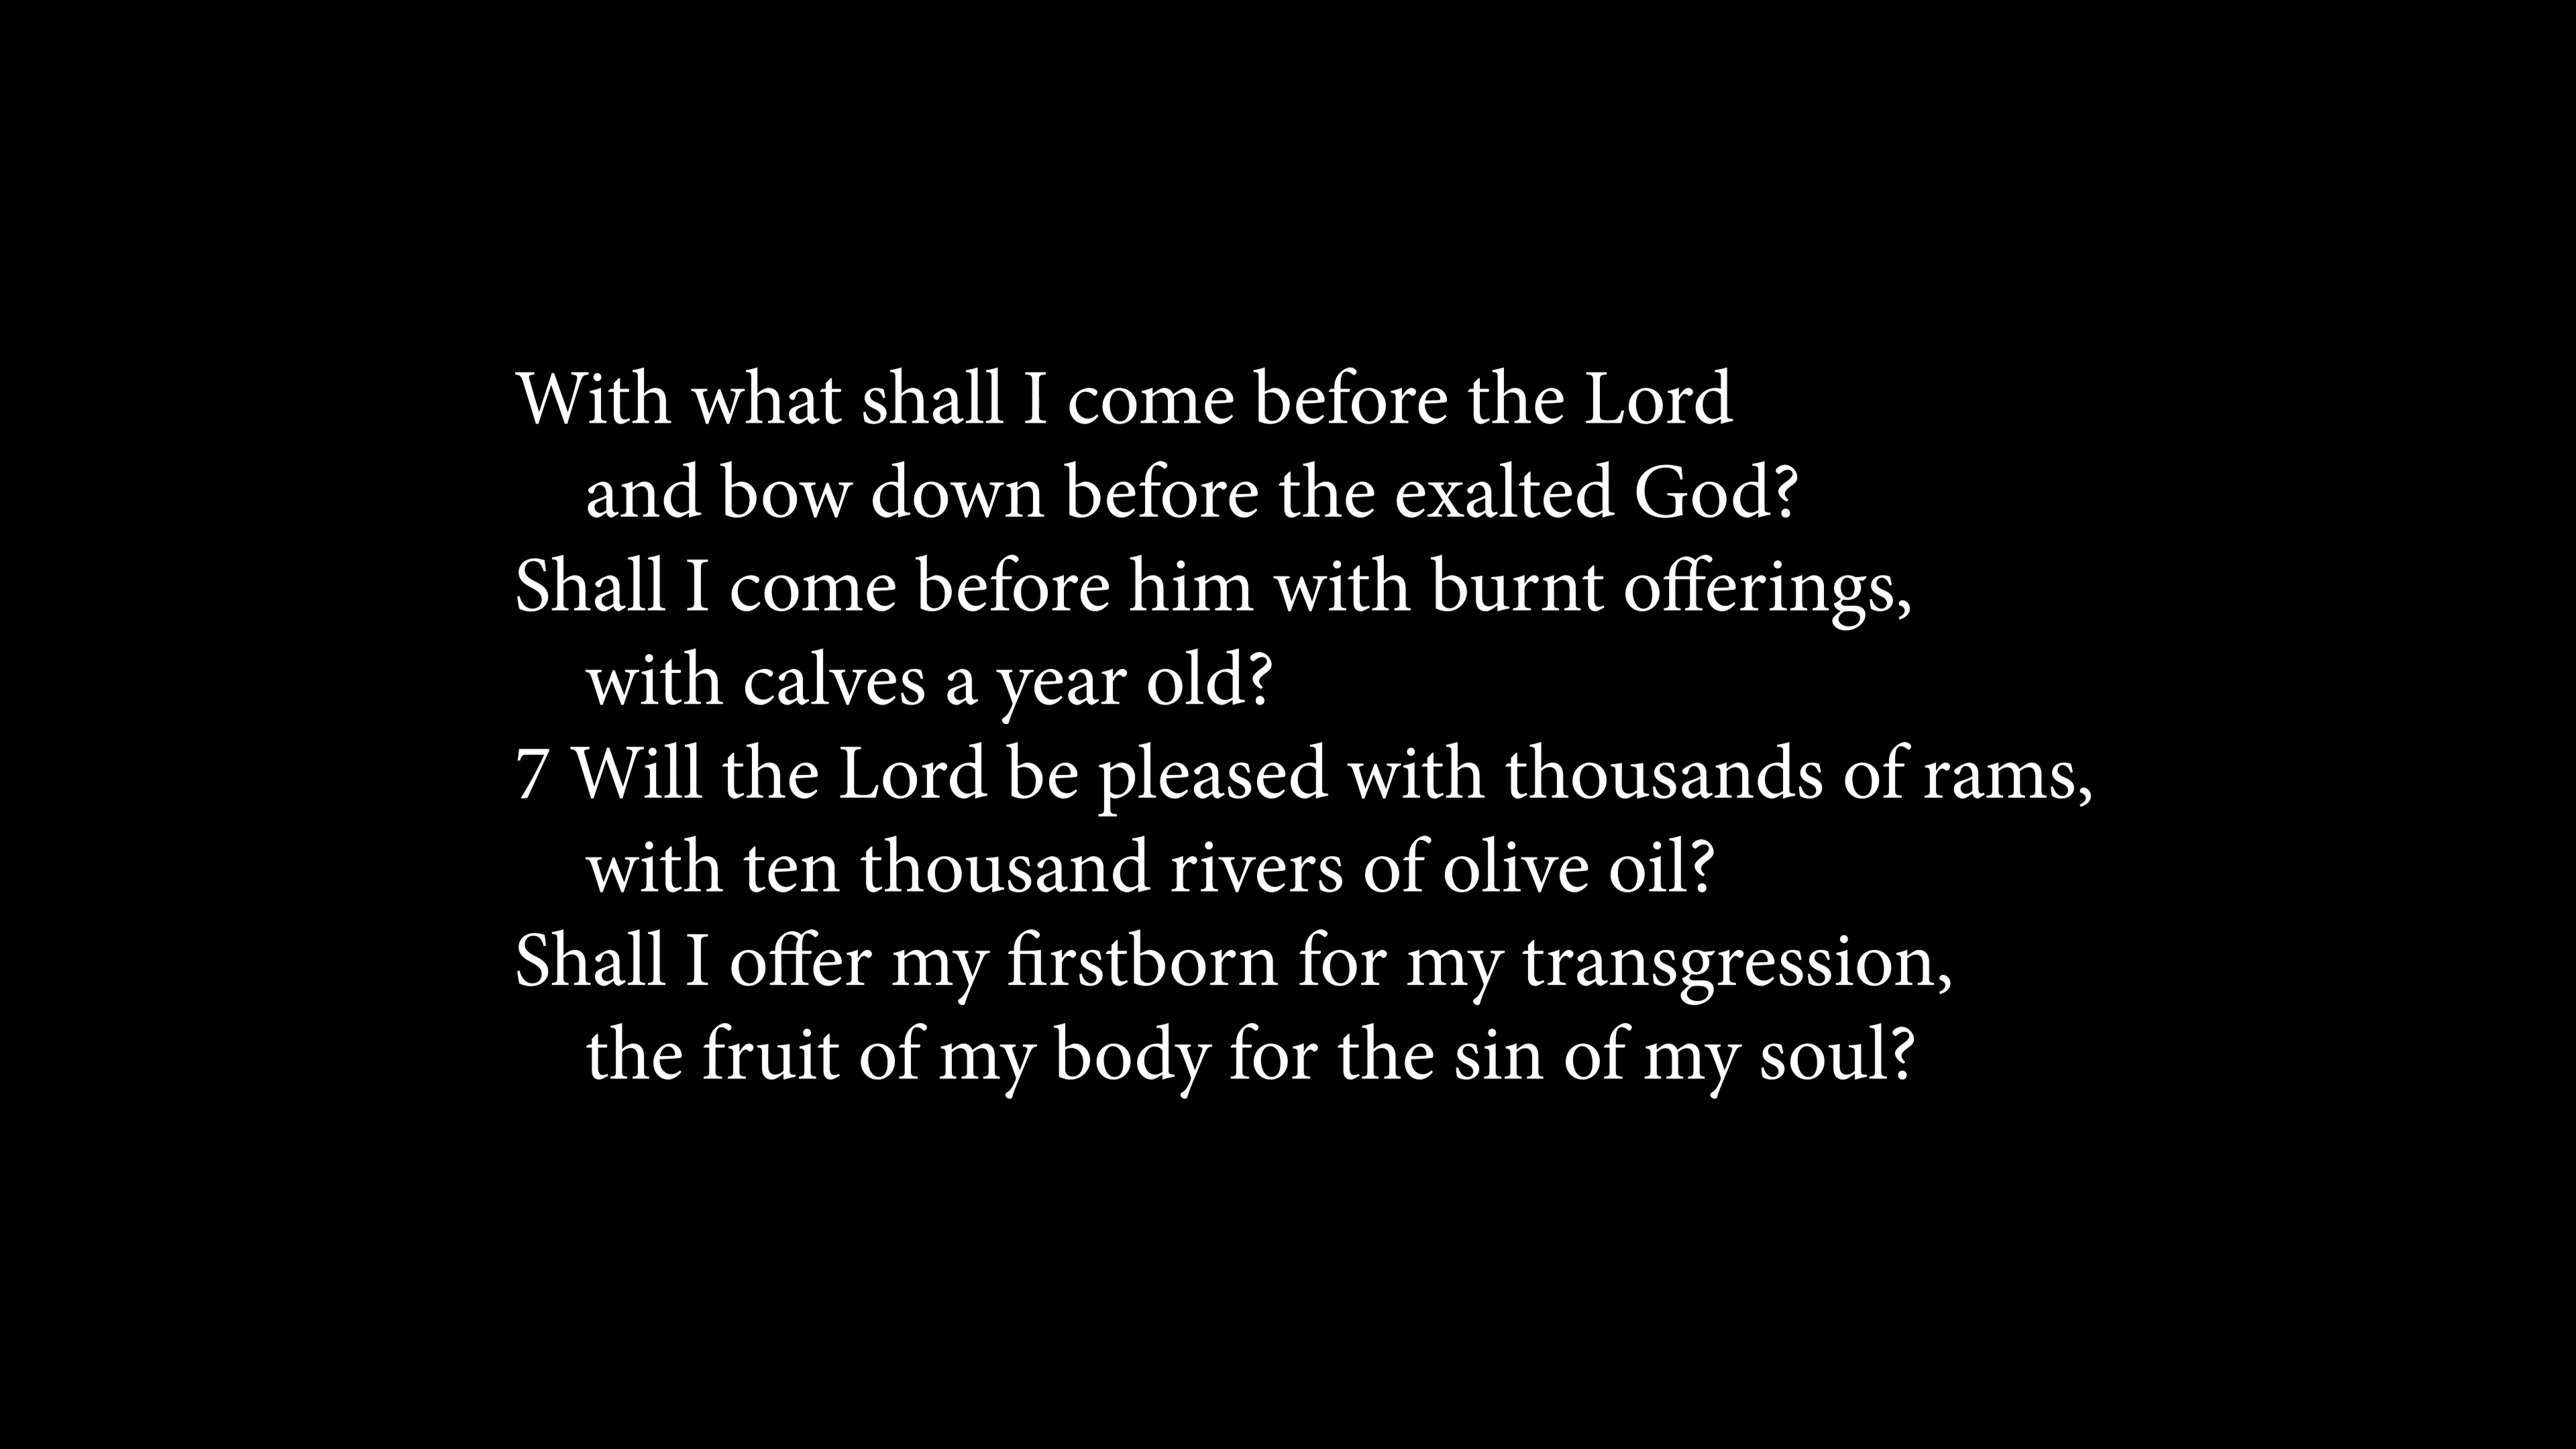 With what shall I come before the Lord
and bow down before the exalted God?
Shall I come before him with burnt offerings,
with calves a year old?
7 Will the Lord be pleased with thousands of rams,
with ten thousand rivers of olive oil?
Shall I offer my firstborn for my transgression,
the fruit of my body for the sin of my soul?